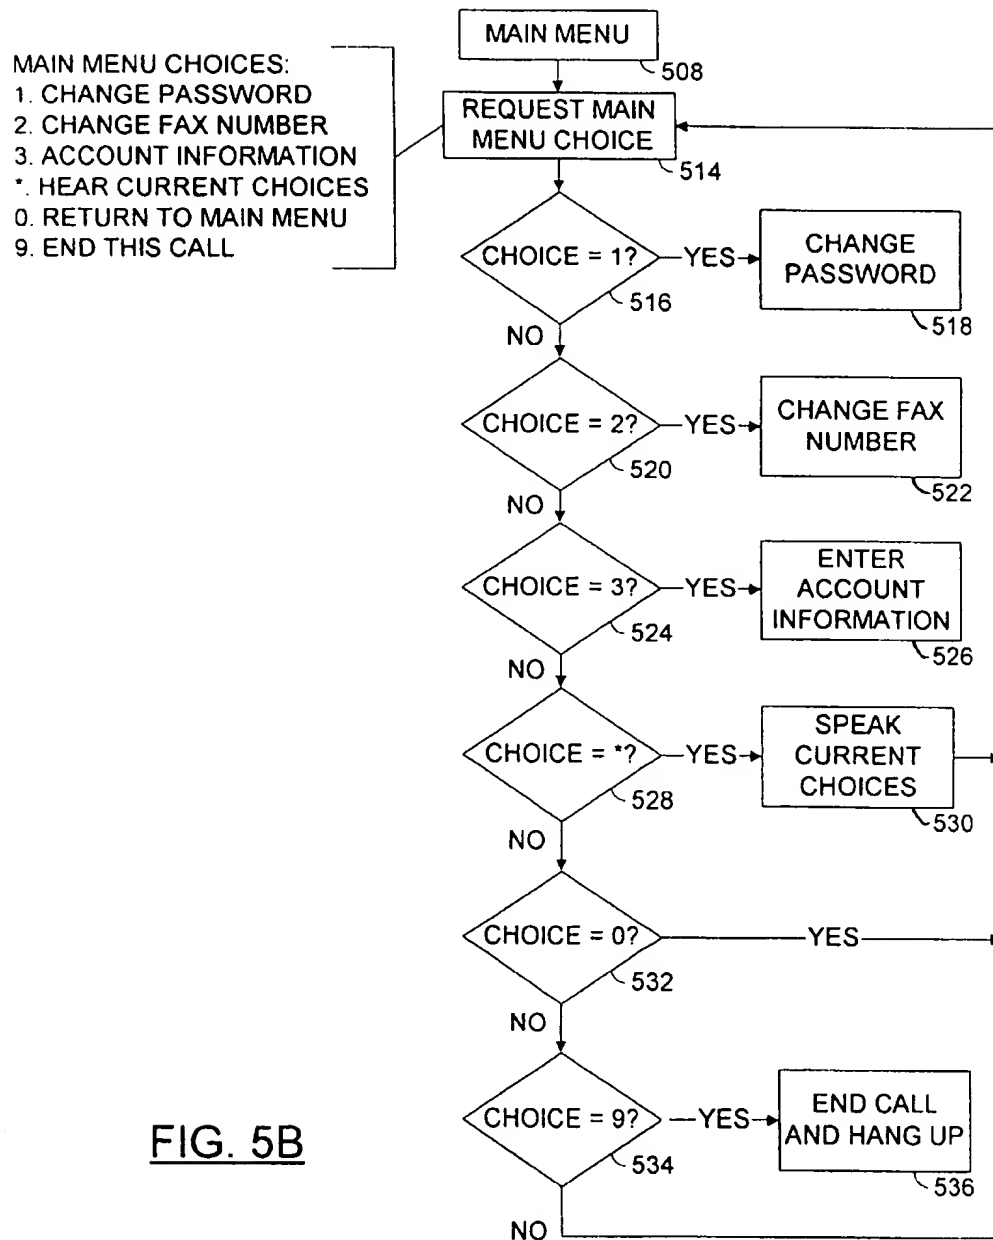 MAIN MENU
508
MAIN MENU CHOICES:
1. CHANGE PASSWORD
2. CHANGE FAX NUMBER
3. ACCOUNT INFORMATION
*. HEAR CURRENT CHOICES
0. RETURN TO MAIN MENU
9. END THIS CALL
REQUEST MAIN
MENU CHOICE
514
CHOICE = 1?
YES
516
NO
CHANGE
PASSWORD
518
CHOICE = 2?
YES
520
NO
CHANGE FAX
NUMBER
522
CHOICE = 3?
YES
524
NO
ENTER
ACCOUNT
INFORMATION
526
CHOICE = *?
YES
528
NO
SPEAK
CURRENT
CHOICES
530
CHOICE = 0?
YES
532
NO
CHOICE = 9?
YES
534
NO
END CALL
AND HANG UP
536
FIG. 5B